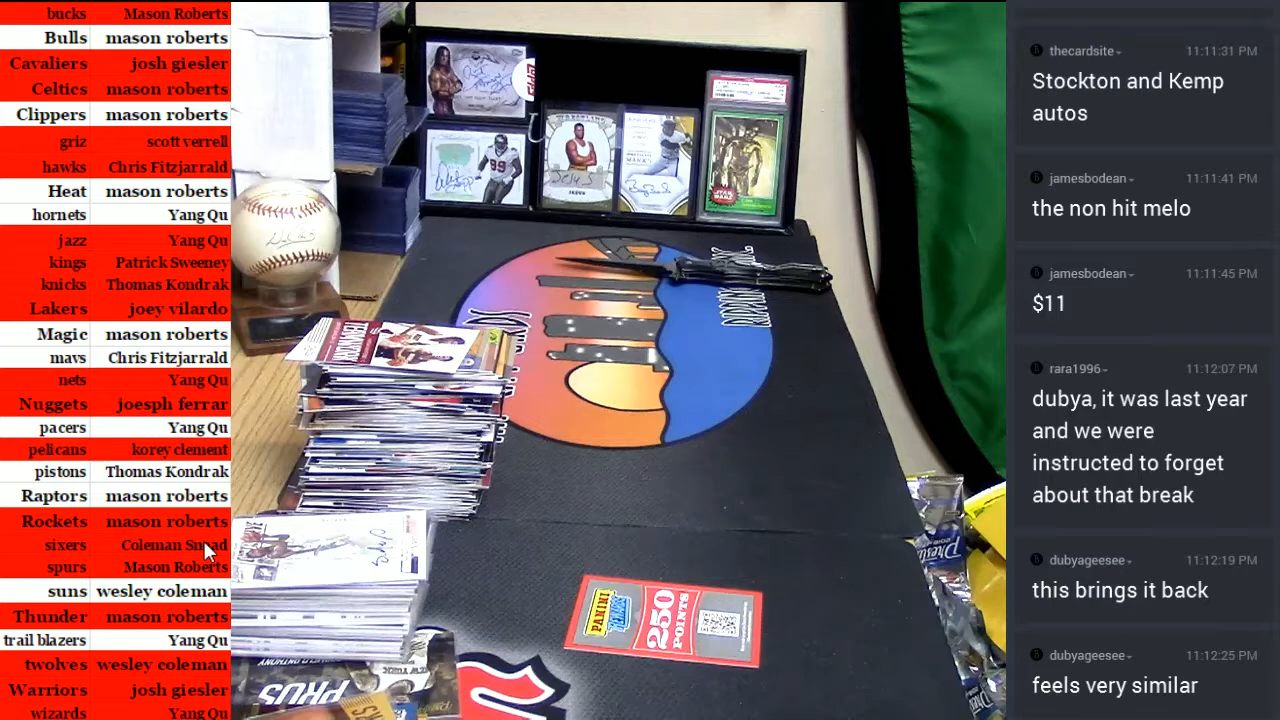 bucks Mason Roberts
Bulls mason roberts
Cavaliers josh giesler
Celtics mason roberts
Clippers mason roberts
griz scott verrell
hawks Chris Fitzjarrald
Heat mason roberts
hornets Yang Qu
jazz Yang Qu
kings Patrick Sweeney
knicks Thomas Kondrak
Lakers joey vilardo
Magic mason roberts
mavs Chris Fitzjarrald
nets Yang Qu
Nuggets joesph ferrar
pacers Yang Qu
pelicans korey clement
pistons Thomas Kondrak
Raptors mason roberts
Rockets mason roberts
sixers Coleman
spurs Mason Roberts
suns wesley coleman
Thunder mason roberts
trail blazers Yang Qu
twolves wesley coleman
Warriors josh giesler
wizards Yang Qu
WRESTLING
99
STAR WARS
PANINI
250
POINTS
thecardsite 11:11:31 PM
Stockton and Kemp
autos
jamesbodean 11:11:41 PM
the non hit melo
jamesbodean 11:11:45 PM
$11
rara1996 11:12:07 PM
dubya, it was last year
and we were
instructed to forget
about that break
dubyageesee 11:12:19 PM
this brings it back
dubyageesee 11:12:25 PM
feels very similar